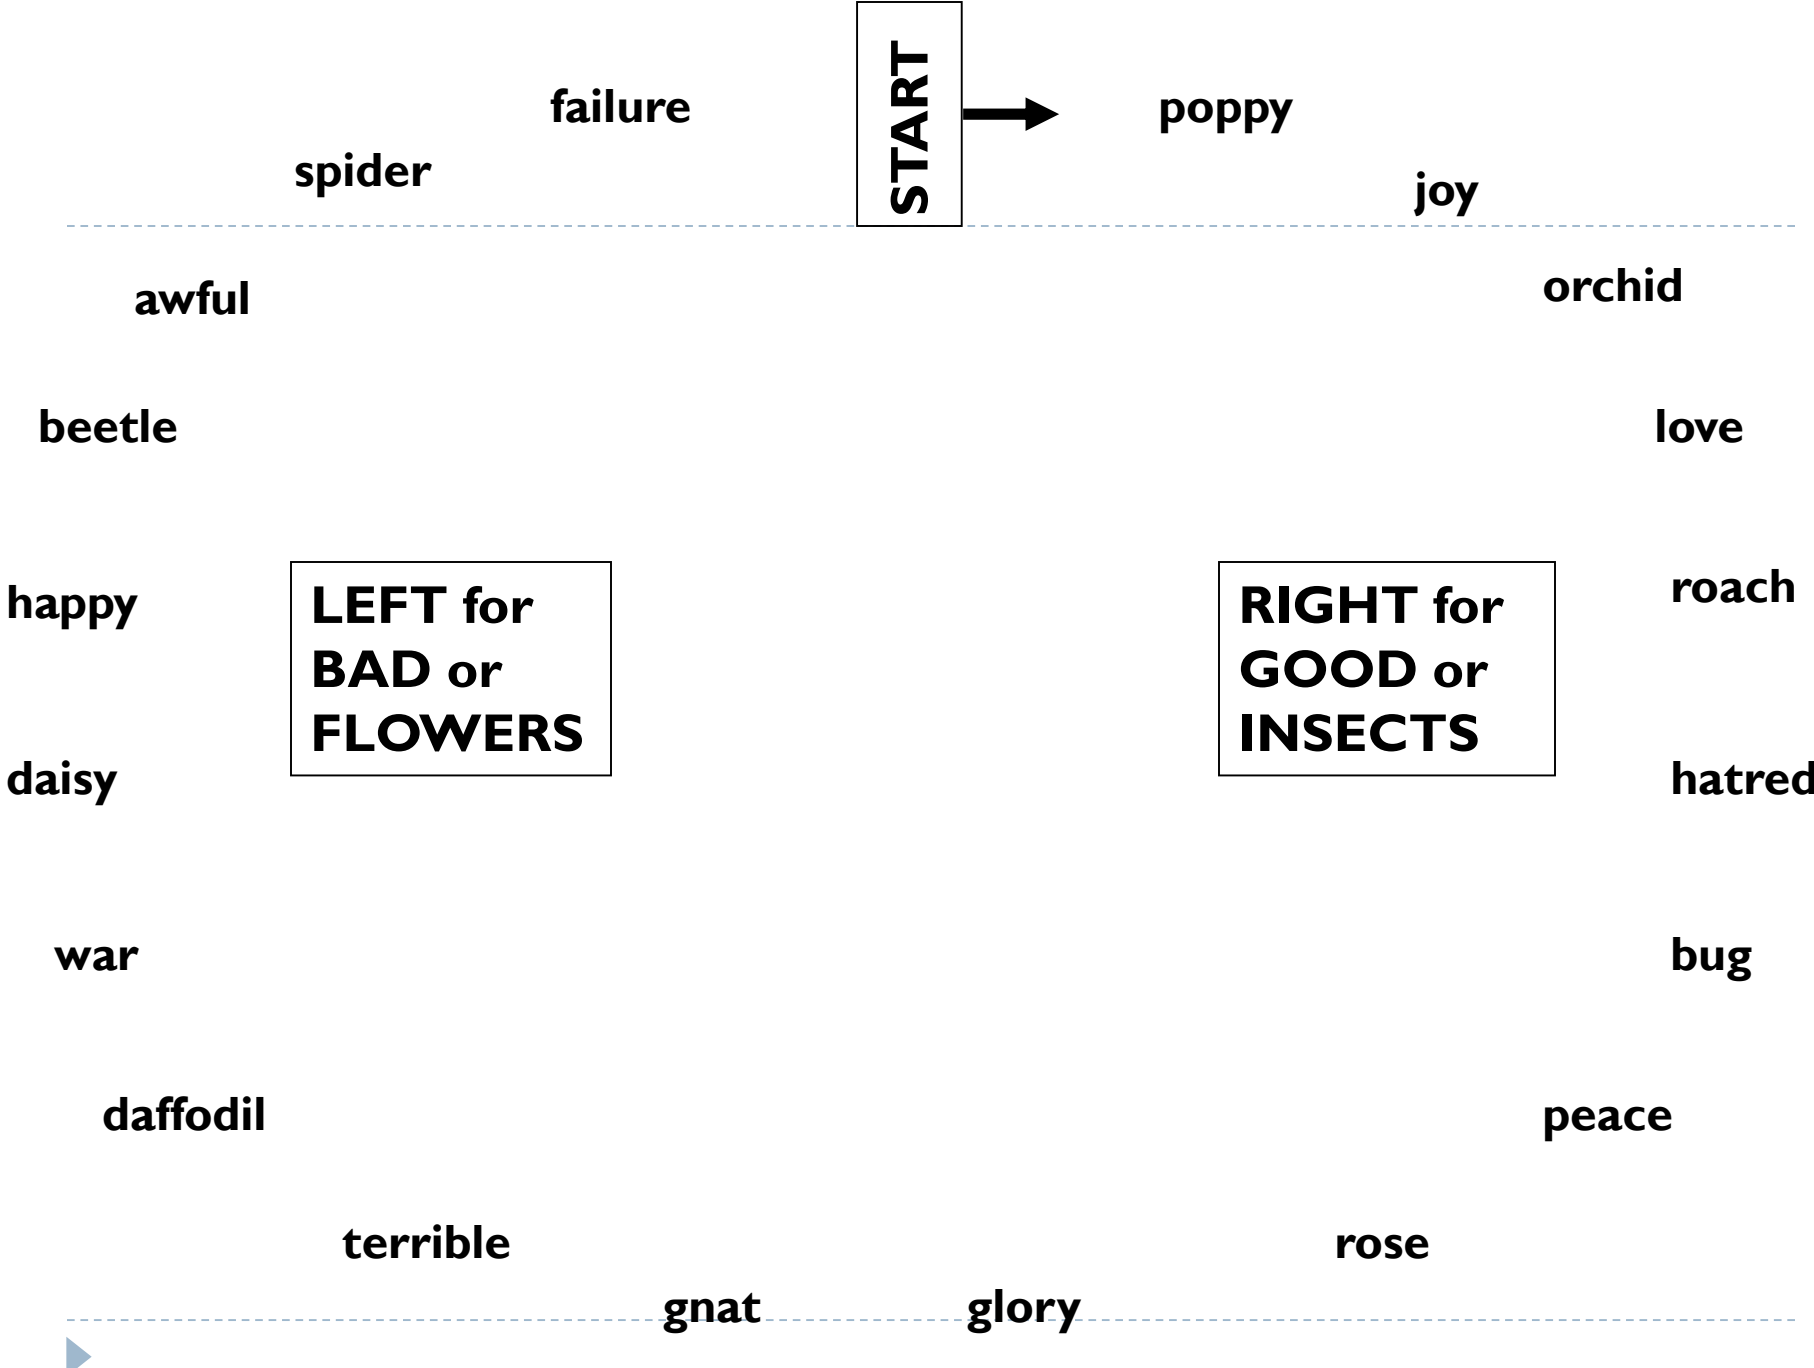 START
failure
poppy
spider
joy
awful
orchid
beetle
love
happy
LEFT for
BAD or
FLOWERS
RIGHT for
GOOD or
INSECTS
roach
daisy
hatred
war
bug
daffodil
peace
terrible
rose
gnat
glory